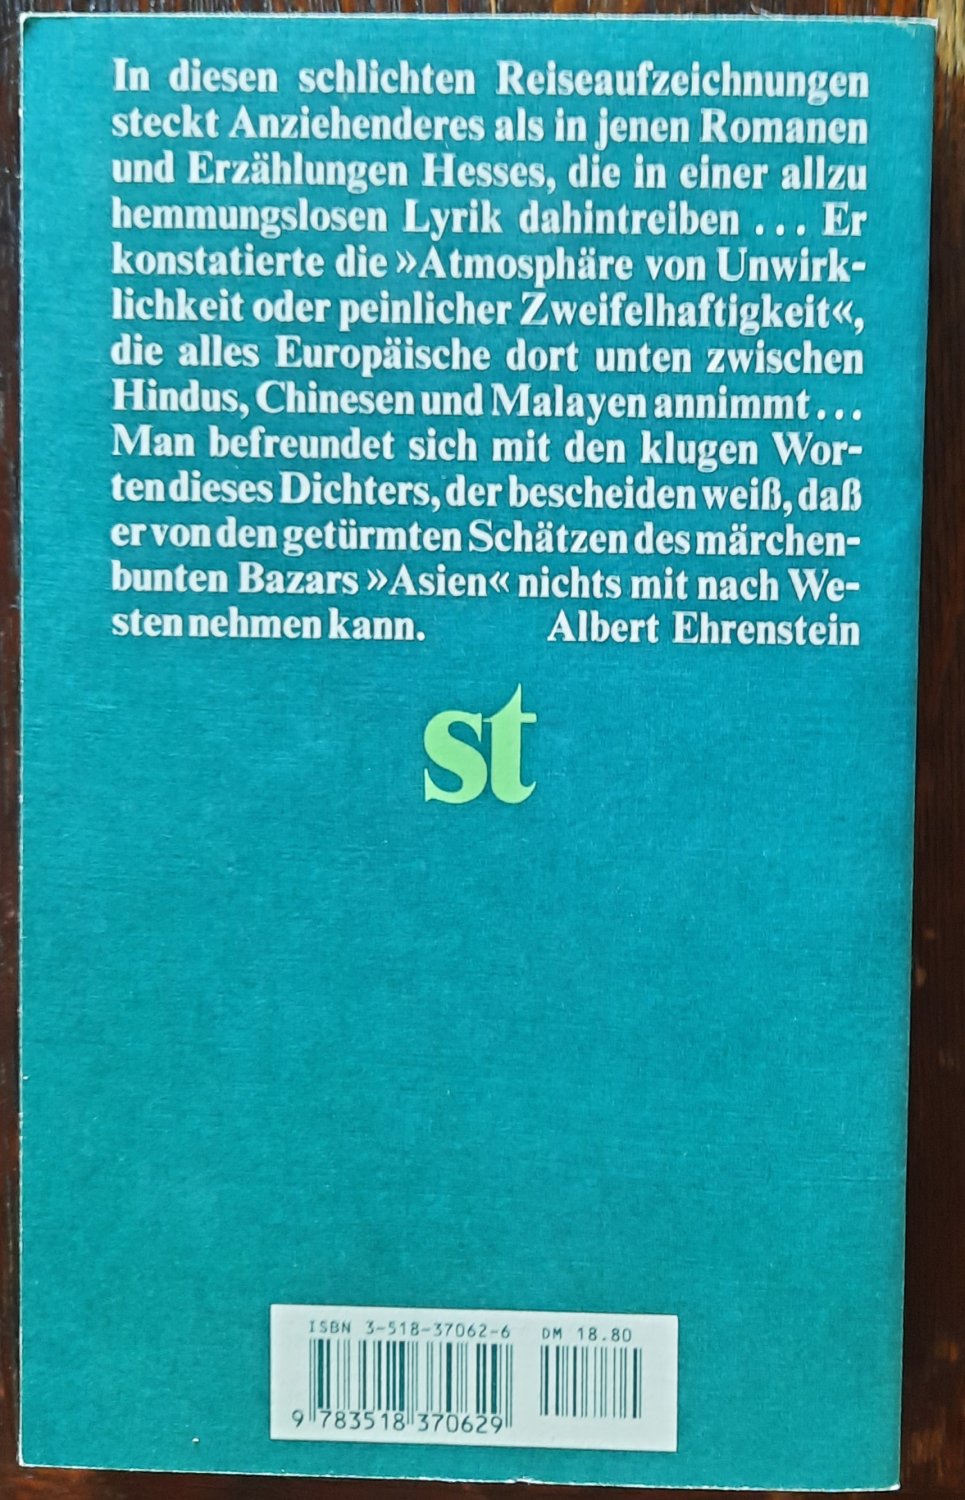 In diesen schlichten Reiseaufzeichnungen
steckt Anziehenderes als in jenen Romanen
und Erzählungen Hesses, die in einer allzu
hemmungslosen Lyrik dahintreiben ... Er
konstatierte die »Atmosphäre von Unwirk-
lichkeit oder peinlicher Zweifelhaftigkeit«,
die alles Europäische dort unten zwischen
Hindus, Chinesen und Malayen annimmt ...
Man befreundet sich mit den klugen Wor-
ten dieses Dichters, der bescheiden weiß, daß
er von den getürmten Schätzen des märchen-
bunten Bazars »Asien« nichts mit nach We-
sten nehmen kann. Albert Ehrenstein
st
ISBN 3-518-37062-6 DM 18.80
9 783518 370629